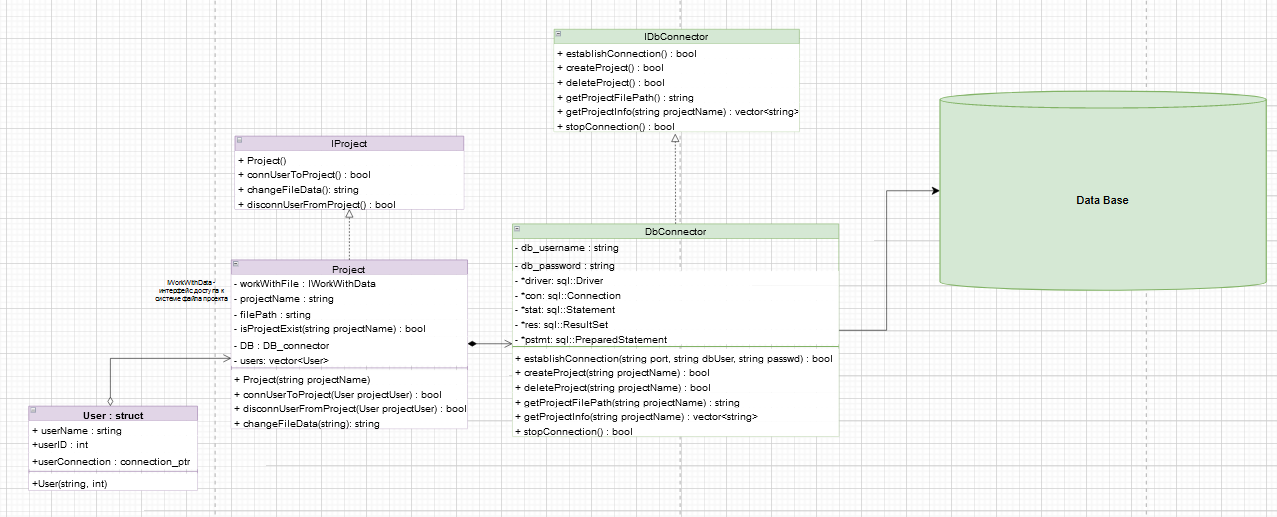 IDbConnector
+ establishConnection() : bool
+ createProject() : bool
+ deleteProject() : bool
+ getProjectFilePath() : string
+ getProjectInfo(string projectName) : vector<string>
+ stopConnection() : bool
IProject
+ Project()
+ connUserToProject() : bool
+ changeFileData(): string
+ disconnUserFromProject() : bool
IWorkWithData -
интерфейс доступа к
системе файла проекта
Project
- workWithFile : IWorkWithData
- projectName : string
- filePath : srting
- isProjectExist(string projectName) : bool
- DB : DB_connector
- users: vector<User>
+ Project(string projectName)
+ connUserToProject(User projectUser) : bool
+ disconnUserFromProject(User projectUser) : bool
+ changeFileData(string): string
User : struct
+ userName : srting
+userID : int
+userConnection : connection_ptr
+User(string, int)
DbConnector
- db_username : string
- db_password : string
- *driver: sql::Driver
- *con: sql::Connection
- *stat: sql::Statement
- *res: sql::ResultSet
- *pstmt: sql::PreparedStatement
+ establishConnection(string port, string dbUser, string passwd) : bool
+ createProject(string projectName) : bool
+ deleteProject(string projectName) : bool
+ getProjectFilePath(string projectName) : string
+ getProjectInfo(string projectName) : vector<string>
+ stopConnection() : bool
Data Base